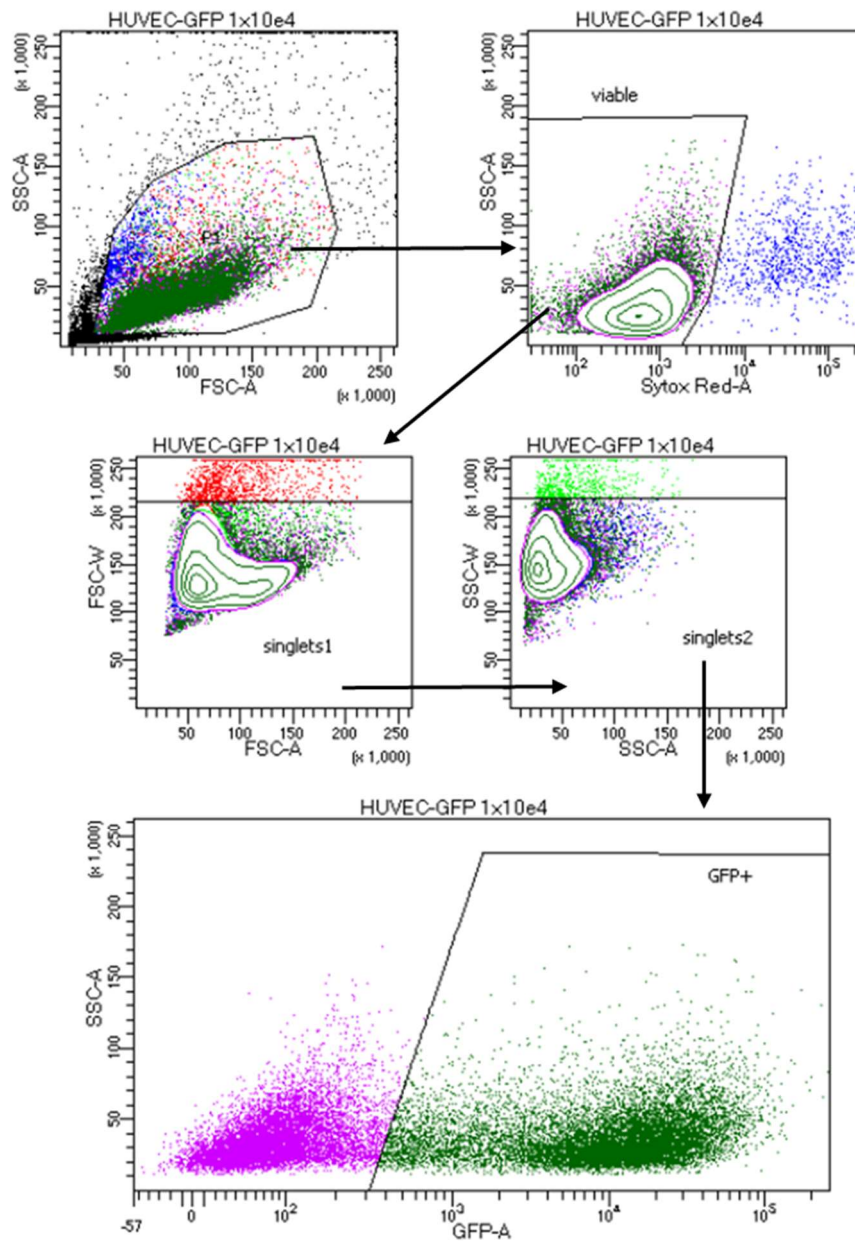 HUVEC-GFP 1x10e4
(x 1,000)
250
200
150
100
50
SSC-A
P1
50 100 150 200 250
FSC-A
(x 1,000)
HUVEC-GFP 1x10e4
(x 1,000)
250
200
150
100
50
SSC-A
viable
10² 10³ 10⁴ 10⁵
Sytox Red-A
HUVEC-GFP 1x10e4
(x 1,000)
250
200
150
100
50
FSC-W
singlets1
50 100 150 200 250
FSC-A
(x 1,000)
HUVEC-GFP 1x10e4
(x 1,000)
250
200
150
100
50
SSC-W
singlets2
50 100 150 200 250
SSC-A
(x 1,000)
HUVEC-GFP 1x10e4
(x 1,000)
250
200
150
100
50
SSC-A
GFP+
-57 0 10² 10³ 10⁴ 10⁵
GFP-A